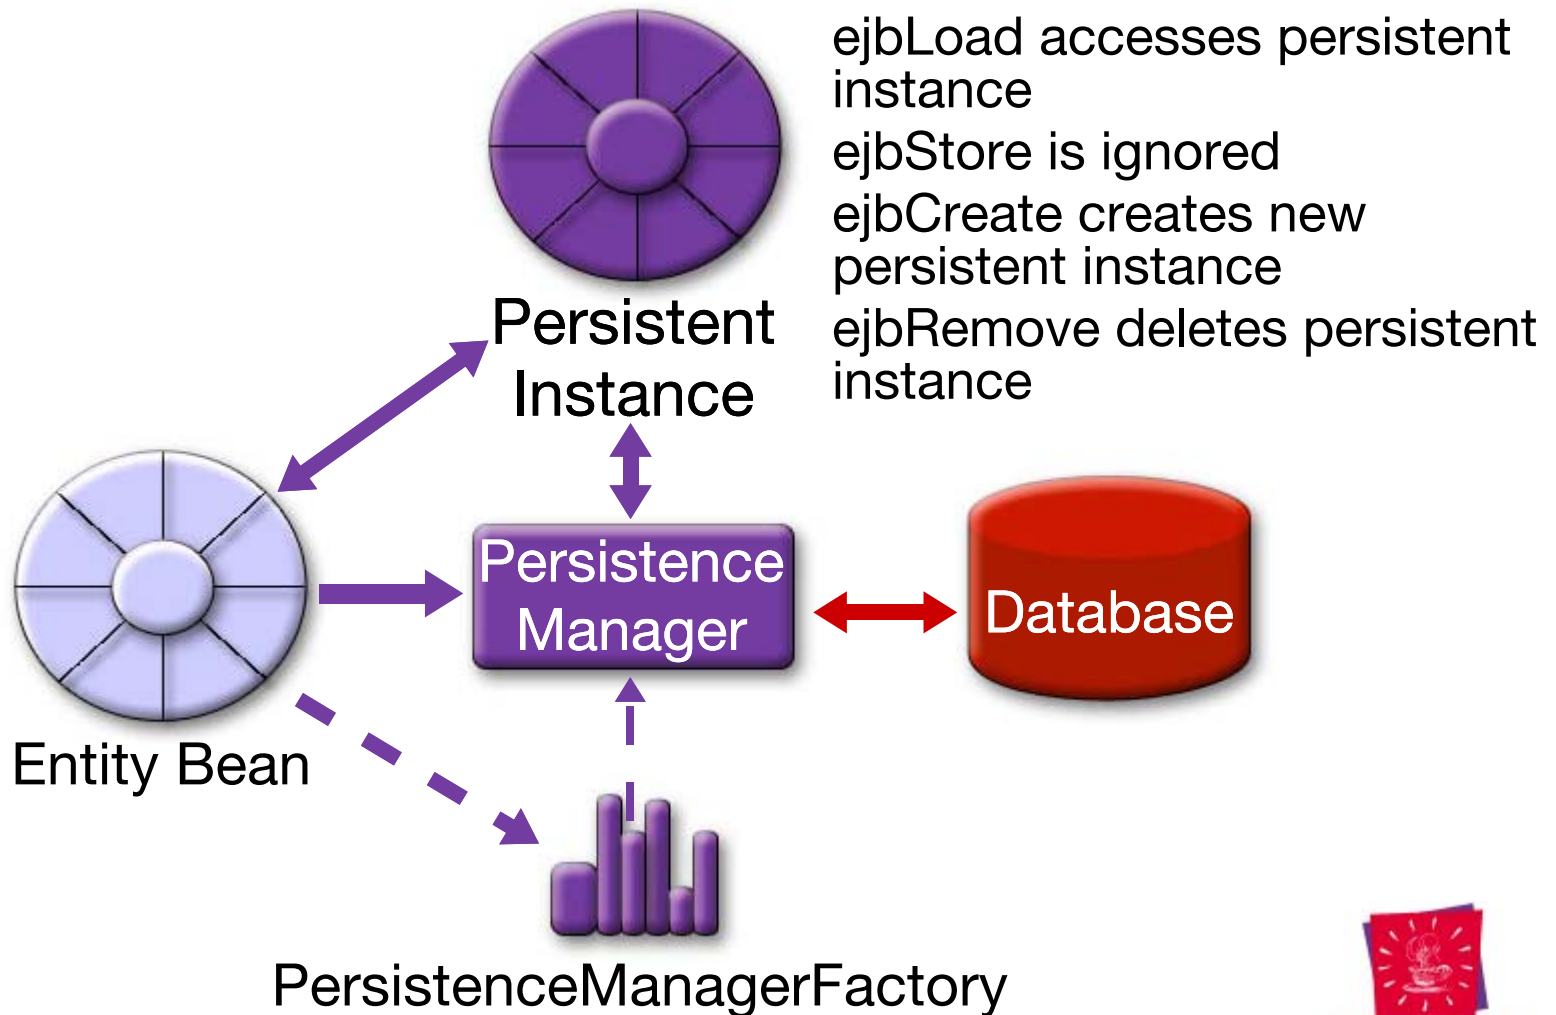 ejbLoad accesses persistent
instance
ejbStore is ignored
ejbCreate creates new
persistent instance
ejbRemove deletes persistent
instance
Persistent
Instance
Persistence
Manager
Database
Entity Bean
PersistenceManagerFactory